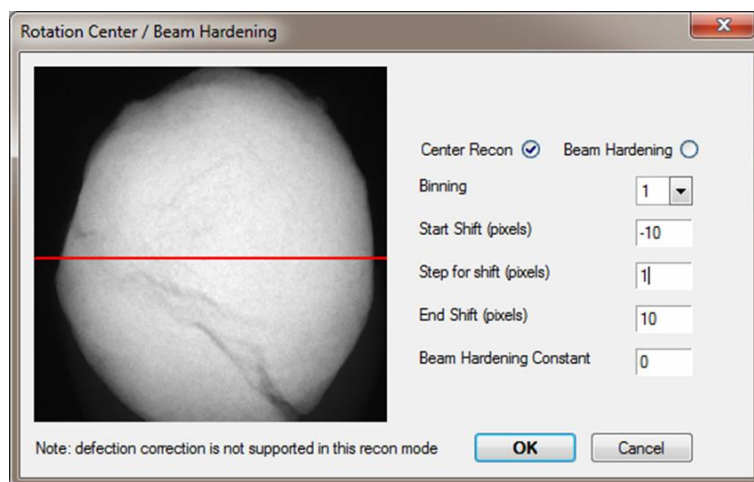 Rotation Center / Beam Hardening
Center Recon Beam Hardening
Binning 1
Start Shift (pixels) -10
Step for shift (pixels) 1
End Shift (pixels) 10
Beam Hardening Constant 0
Note: defection correction is not supported in this recon mode OK Cancel